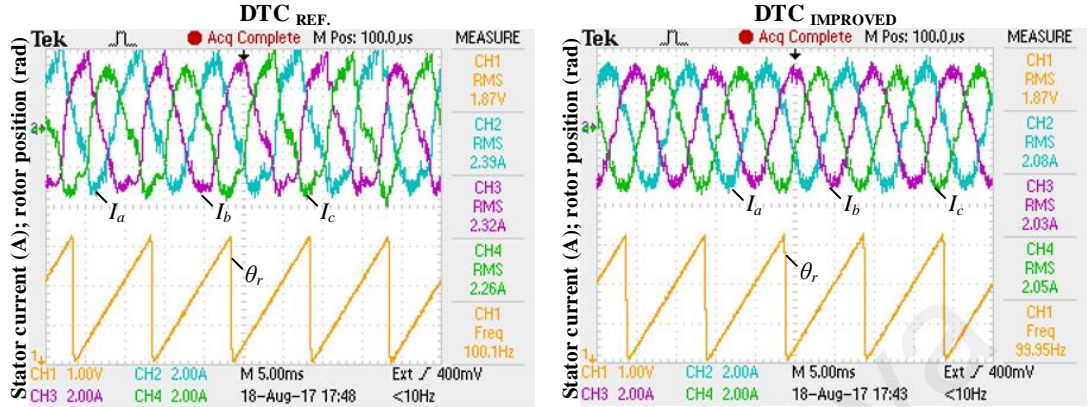 DTC REF.
Stator current (A); rotor position (rad)
Tek Acq Complete M Pos: 100.0us MEASURE
CH1
RMS
1.87V
CH2
RMS
2.39A
CH3
RMS
2.32A
CH4
RMS
2.26A
CH1
Freq
100.1Hz
2
1
Ia Ib Ic
θr
CH1 1.00V CH2 2.00A M 5.00ms Ext 400mV
CH3 2.00A CH4 2.00A 18-Aug-17 17:48 <10Hz
DTC IMPROVED
Stator current (A); rotor position (rad)
Tek Acq Complete M Pos: 100.0us MEASURE
CH1
RMS
1.87V
CH2
RMS
2.08A
CH3
RMS
2.03A
CH4
RMS
2.05A
CH1
Freq
99.95Hz
1
Ia Ib Ic
θr
CH1 1.00V CH2 2.00A M 5.00ms Ext 400mV
CH3 2.00A CH4 2.00A 18-Aug-17 17:43 <10Hz